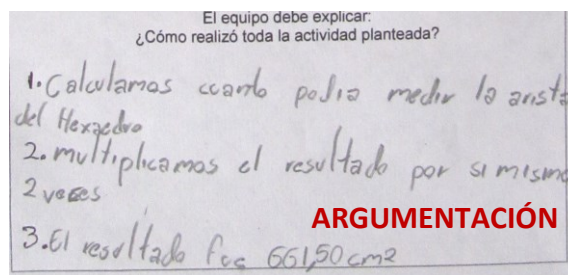 El equipo debe explicar:
¿Cómo realizó toda la actividad planteada?
1. Calculamos cuanto podia medir la arista
del Hexaedro
2. multiplicamos el resultado por si mismo
2 veces
ARGUMENTACIÓN
3. El resultado fue 661,50 cm2